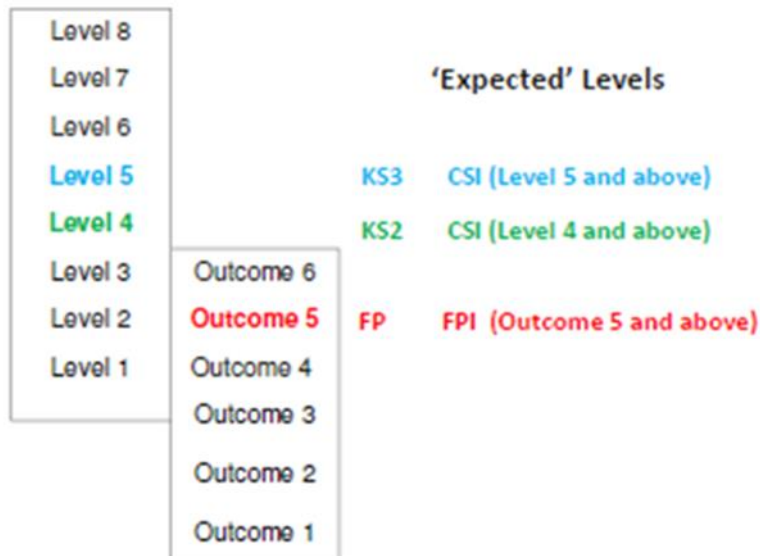 Level 8
Level 7
‘Expected’ Levels
Level 6
Level 5 KS3 CSI (Level 5 and above)
Level 4 KS2 CSI (Level 4 and above)
Level 3 Outcome 6
Level 2 Outcome 5 FP FPI (Outcome 5 and above)
Level 1 Outcome 4
Outcome 3
Outcome 2
Outcome 1